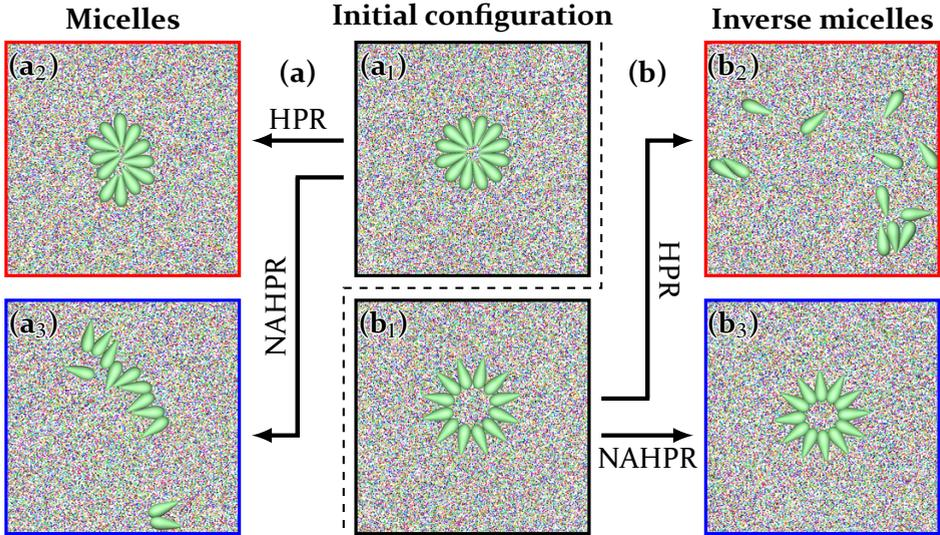 Micelles
Initial configuration
Inverse micelles
(a₂)
(a)
(a₁)
(b)
(b₂)
HPR
NAHPR
HPR
(a₃)
(b₁)
(b₃)
NAHPR